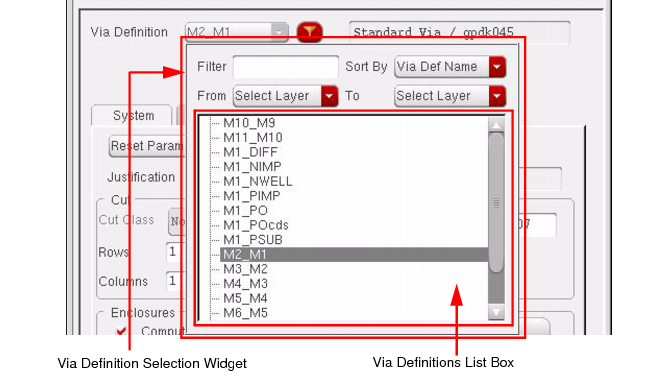 Via Definition M2_M1 Standard Via / gpdk045
Filter Sort By Via Def Name
From Select Layer To Select Layer
System
M10_M9
M11_M10
Reset Param
M1_DIFF
M1_NIMP
Justification
M1_NWELL
M1_PIMP
Cut
M1_PO
Cut Class No
M1_POcds
07
M1_PSUB
Rows 1
M2_M1
M3_M2
Columns 1
M4_M3
M5_M4
Enclosures
M6_M5
Comput
Via Definition Selection Widget
Via Definitions List Box